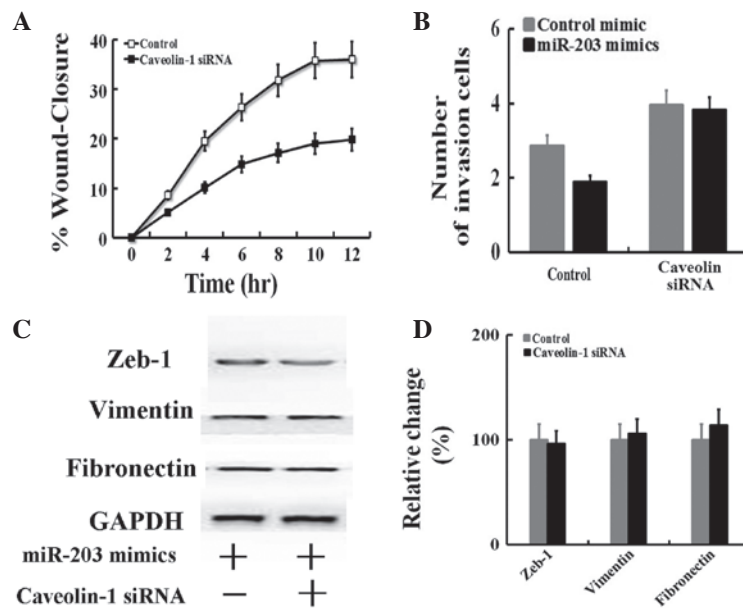 A
% Wound-Closure
40
30
20
10
0
Control
Caveolin-1 siRNA
0 2 4 6 8 10 12
Time (hr)
B
Number
of invasion cells
6
4
2
0
Control mimic
miR-203 mimics
Control
Caveolin
siRNA
C
Zeb-1
Vimentin
Fibronectin
GAPDH
miR-203 mimics + +
Caveolin-1 siRNA − +
D
Relative change
(%)
200
100
0
Control
Caveolin-1 siRNA
Zeb-1
Vimentin
Fibronectin